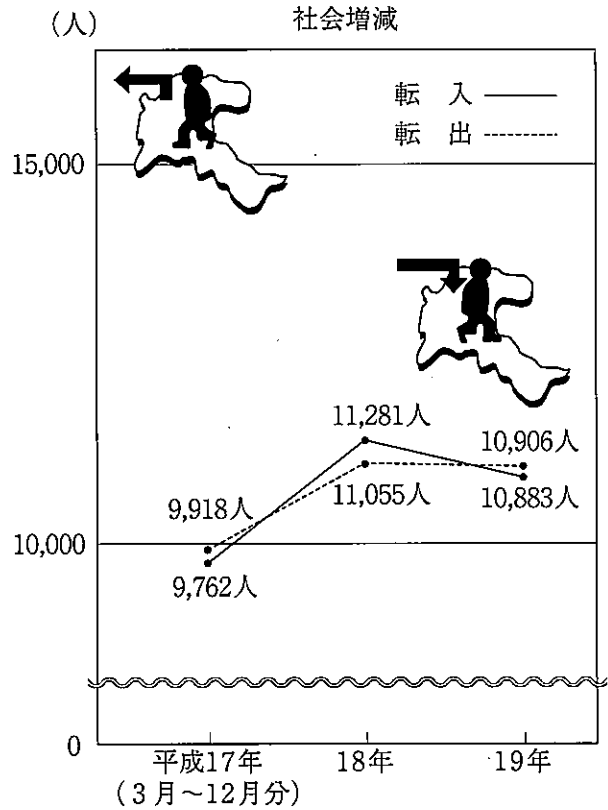 社会増減
(人)
転入
転出
15,000
11,281人
10,906人
9,918人
11,055人
10,883人
10,000
9,762人
0
平成17年
18年
19年
(3月～12月分)